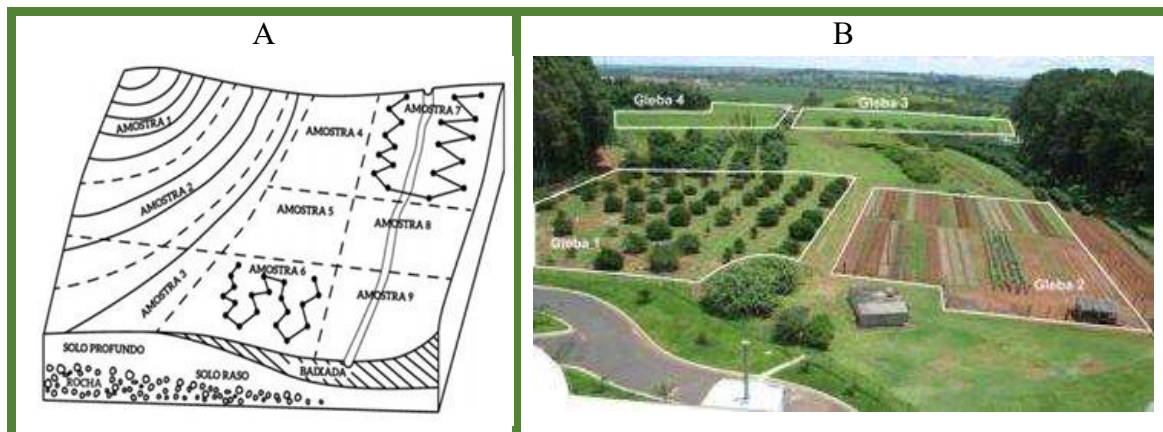 A
AMOSTRA 1
AMOSTRA 2
AMOSTRA 3
AMOSTRA 4
AMOSTRA 5
AMOSTRA 6
AMOSTRA 7
AMOSTRA 8
AMOSTRA 9
SOLO PROFUNDO
ROCHA
SOLO RASO
BAIXADA
B
Gleba 4
Gleba 3
Gleba 1
Gleba 2